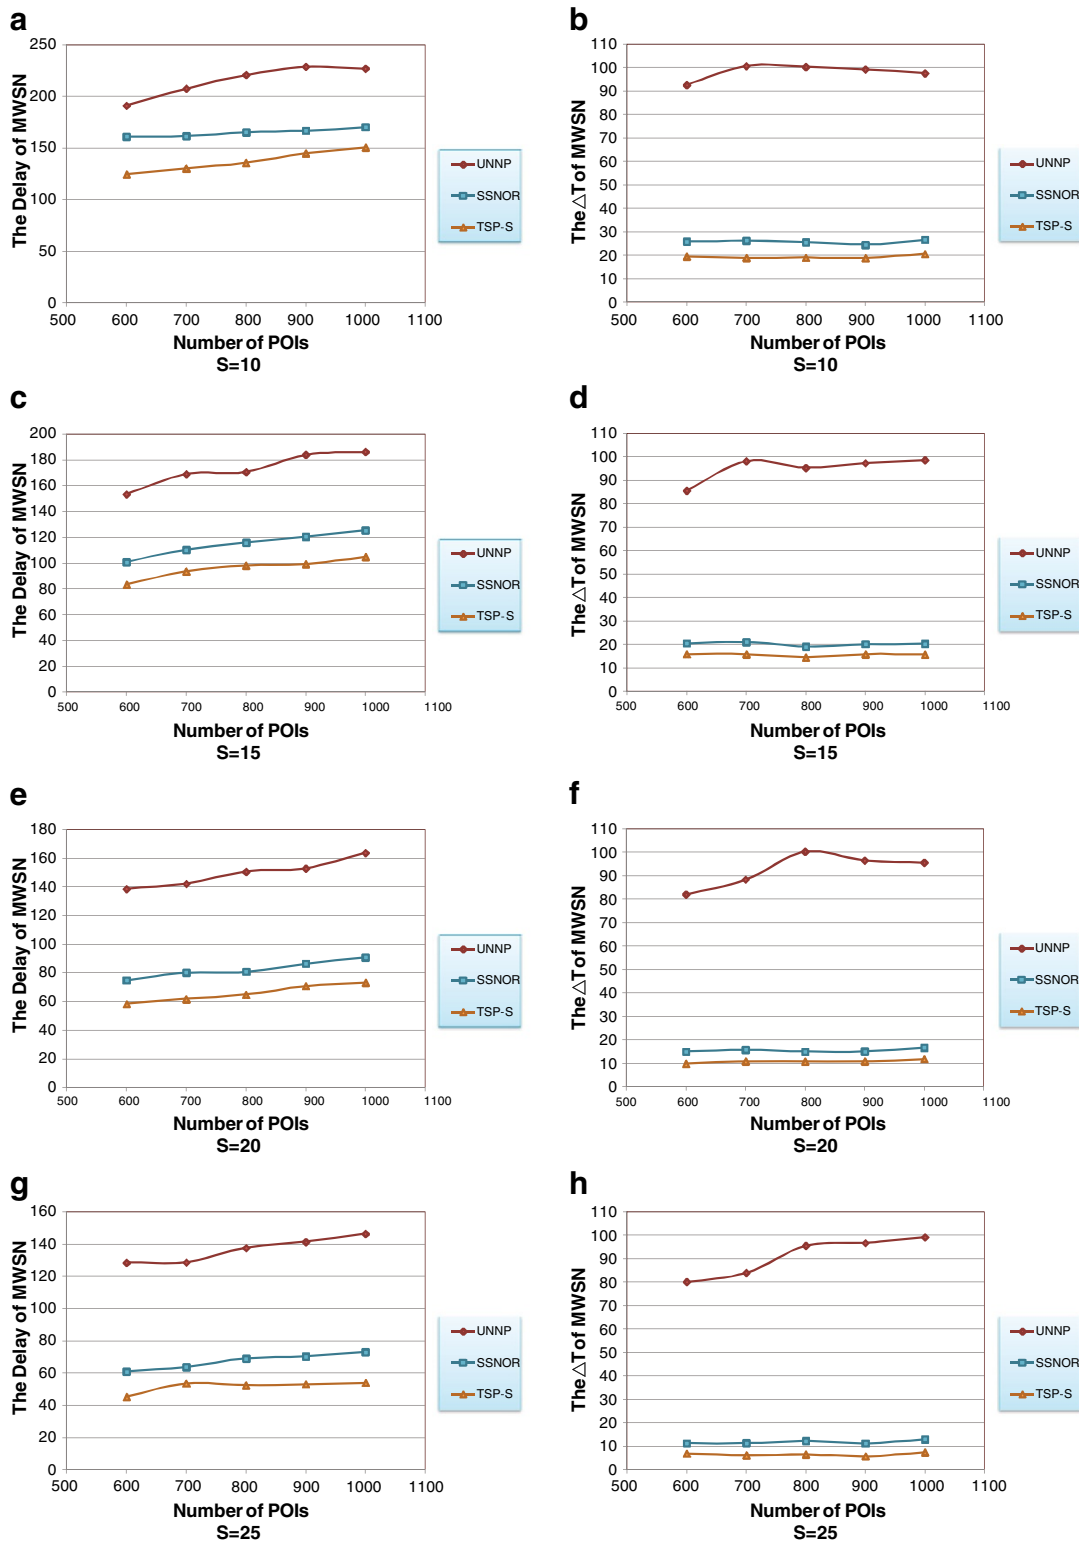 a
The Delay of MWSN
250
200
150
100
50
0
500 600 700 800 900 1000 1100
Number of POIs
S=10
UNNP
SSNOR
TSP-S
b
The △T of MWSN
110
100
90
80
70
60
50
40
30
20
10
0
500 600 700 800 900 1000 1100
Number of POIs
S=10
UNNP
SSNOR
TSP-S
c
The Delay of MWSN
200
180
160
140
120
100
80
60
40
20
0
500 600 700 800 900 1000 1100
Number of POIs
S=15
UNNP
SSNOR
TSP-S
d
The △T of MWSN
110
100
90
80
70
60
50
40
30
20
10
0
500 600 700 800 900 1000 1100
Number of POIs
S=15
UNNP
SSNOR
TSP-S
e
The Delay of MWSN
180
160
140
120
100
80
60
40
20
0
500 600 700 800 900 1000 1100
Number of POIs
S=20
UNNP
SSNOR
TSP-S
f
The △T of MWSN
110
100
90
80
70
60
50
40
30
20
10
0
500 600 700 800 900 1000 1100
Number of POIs
S=20
UNNP
SSNOR
TSP-S
g
The Delay of MWSN
160
140
120
100
80
60
40
20
0
500 600 700 800 900 1000 1100
Number of POIs
S=25
UNNP
SSNOR
TSP-S
h
The △T of MWSN
110
100
90
80
70
60
50
40
30
20
10
0
500 600 700 800 900 1000 1100
Number of POIs
S=25
UNNP
SSNOR
TSP-S